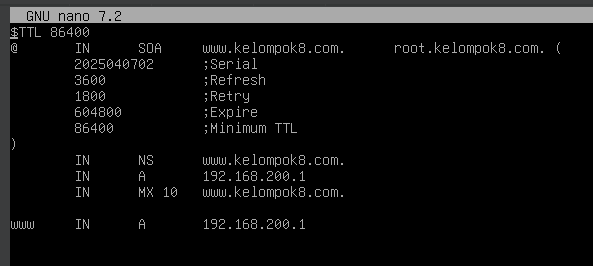 GNU nano 7.2
$TTL 86400
@ IN SOA www.kelompok8.com. root.kelompok8.com. (
2025040702 ;Serial
3600 ;Refresh
1800 ;Retry
604800 ;Expire
86400 ;Minimum TTL
)
IN NS www.kelompok8.com.
IN A 192.168.200.1
IN MX 10 www.kelompok8.com.
www IN A 192.168.200.1